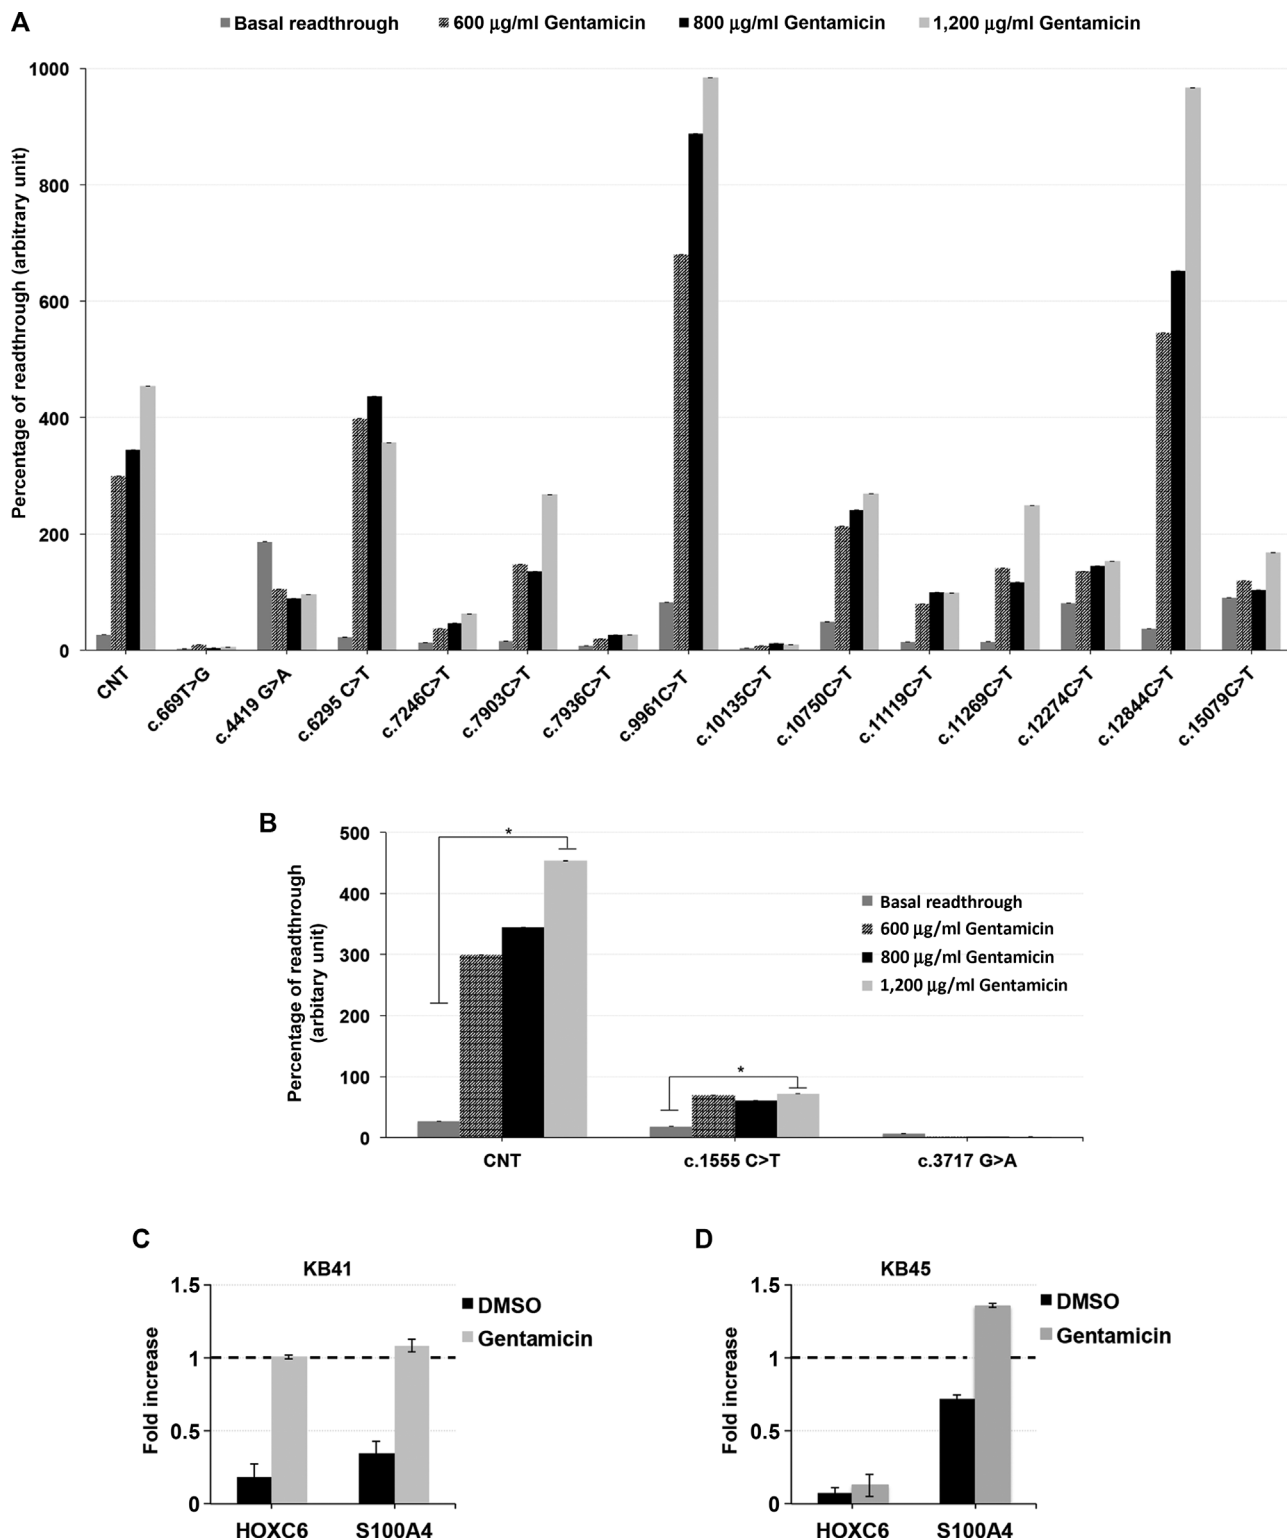 A
Basal readthrough
600 µg/ml Gentamicin
800 µg/ml Gentamicin
1,200 µg/ml Gentamicin
Percentage of readthrough (arbitrary unit)
1000
800
600
400
200
0
CNT
c.669T>G
c.4419 G>A
c.6295 C>T
c.7246C>T
c.7903C>T
c.7936C>T
c.9961C>T
c.10135C>T
c.10750C>T
c.11119C>T
c.11269C>T
c.12274C>T
c.12844C>T
c.15079C>T
B
Percentage of readthrough
(arbitary unit)
500
400
300
200
100
0
*
*
Basal readthrough
600 µg/ml Gentamicin
800 µg/ml Gentamicin
1,200 µg/ml Gentamicin
CNT
c.1555 C>T
c.3717 G>A
C
KB41
Fold increase
1.5
1
0.5
0
DMSO
Gentamicin
HOXC6
S100A4
D
KB45
Fold increase
1.5
1
0.5
0
DMSO
Gentamicin
HOXC6
S100A4